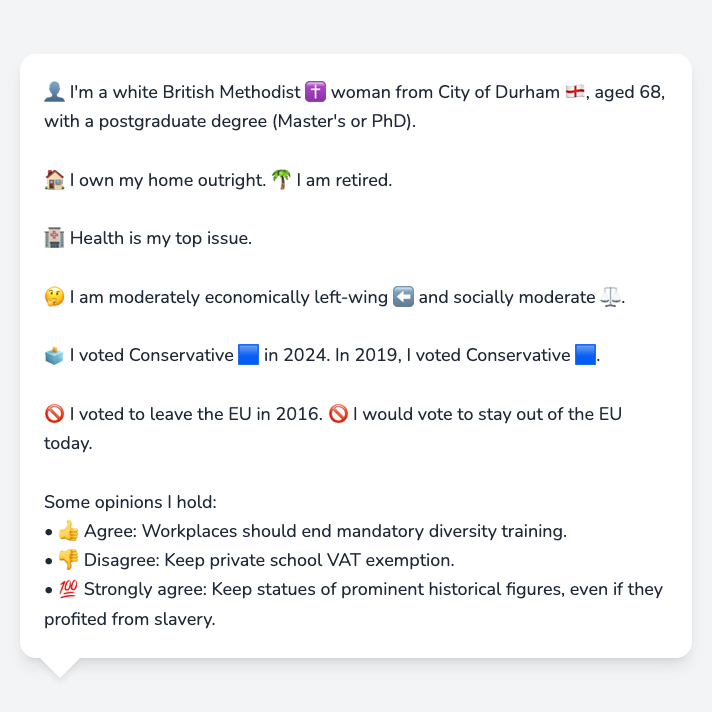 👤 I'm a white British Methodist ✝️ woman from City of Durham 🏴󠁧󠁢󠁥󠁮󠁧󠁿, aged 68,
with a postgraduate degree (Master's or PhD).
🏠 I own my home outright. 🌴 I am retired.
🏥 Health is my top issue.
🤔 I am moderately economically left-wing ⬅️ and socially moderate ⚖️.
🗳️ I voted Conservative 🟦 in 2024. In 2019, I voted Conservative 🟦.
🚫 I voted to leave the EU in 2016. 🚫 I would vote to stay out of the EU
today.
Some opinions I hold:
• 👍 Agree: Workplaces should end mandatory diversity training.
• 👎 Disagree: Keep private school VAT exemption.
• 💯 Strongly agree: Keep statues of prominent historical figures, even if they
profited from slavery.